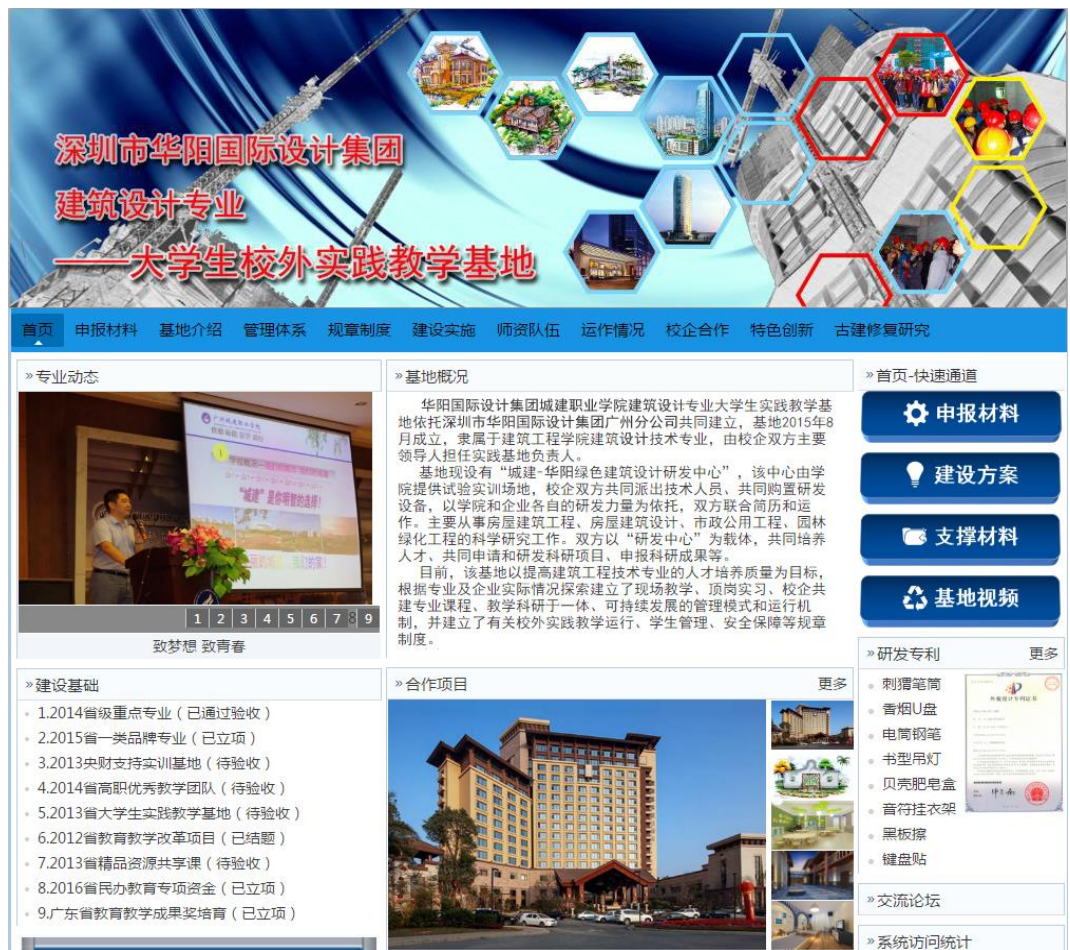 深圳市华阳国际设计集团
建筑设计专业
——大学生校外实践教学基地
首页 申报材料 基地介绍 管理体系 规章制度 建设实施 师资队伍 运作情况 校企合作 特色创新 古建修复研究
»专业动态
"城建"是你明智的选择！
1 2 3 4 5 6 7 8 9
致梦想 致青春
»基地概况
华阳国际设计集团城建职业学院建筑设计专业大学生实践教学基
地依托深圳市华阳国际设计集团广州分公司共同建立，基地2015年8
月成立，隶属于建筑工程学院建筑设计技术专业，由校企双方主要
领导人担任实践基地负责人。
基地现设有“城建-华阳绿色建筑设计研发中心”，该中心由学
院提供试验实训场地，校企双方共同派出技术人员、共同购置研发
设备，以学院和企业各自的研发力量为依托，双方联合简历和运
作。主要从事房屋建筑工程、房屋建筑设计、市政公用工程、园林
绿化工程的科学研究工作。双方以“研发中心”为载体，共同培养
人才、共同申请和研发科研项目、申报科研成果等。
目前，该基地以提高建筑工程技术专业的人才培养质量为目标，
根据专业及企业实际情况探索建立了现场教学、顶岗实习、校企共
建专业课程、教学科研于一体、可持续发展的管理模式和运行机
制，并建立了有关校外实践教学运行、学生管理、安全保障等规章
制度。
»首页-快速通道
申报材料
建设方案
支撑材料
基地视频
»建设基础
1.2014省级重点专业（已通过验收）
2.2015省一类品牌专业（已立项）
3.2013央财支持实训基地（待验收）
4.2014省高职优秀教学团队（待验收）
5.2013省大学生实践教学基地（待验收）
6.2012省教育教学改革项目（已结题）
7.2013省精品资源共享课（待验收）
8.2016省民办教育专项资金（已立项）
9.广东省教育教学成果奖培育（已立项）
»合作项目 更多
»研发专利 更多
刺猬笔筒
香烟U盘
电筒钢笔
书型吊灯
贝壳肥皂盒
音符挂衣架
黑板擦
键盘贴
外观设计专利证书
»交流论坛
»系统访问统计